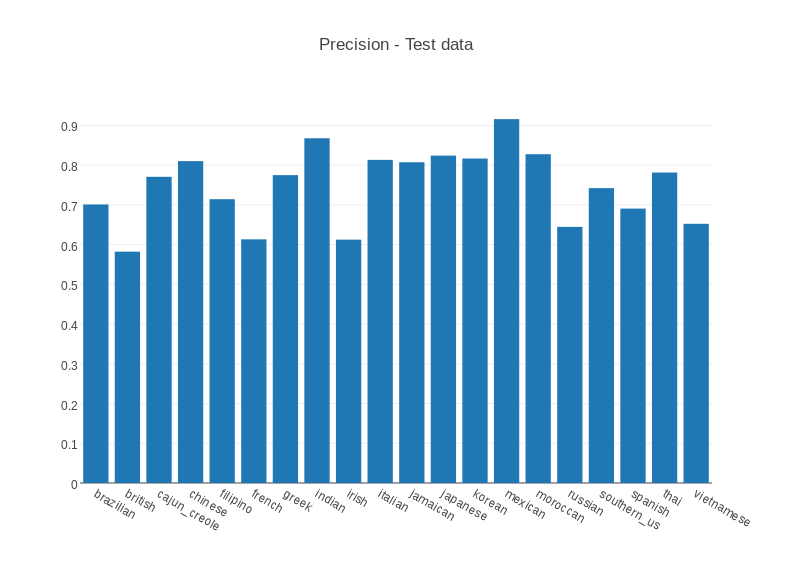 Precision - Test data
0.9
0.8
0.7
0.6
0.5
0.4
0.3
0.2
0.1
0
brazilian
british
cajun_creole
chinese
filipino
french
greek
indian
irish
italian
jamaican
japanese
korean
mexican
moroccan
russian
southern_us
spanish
thai
vietnamese